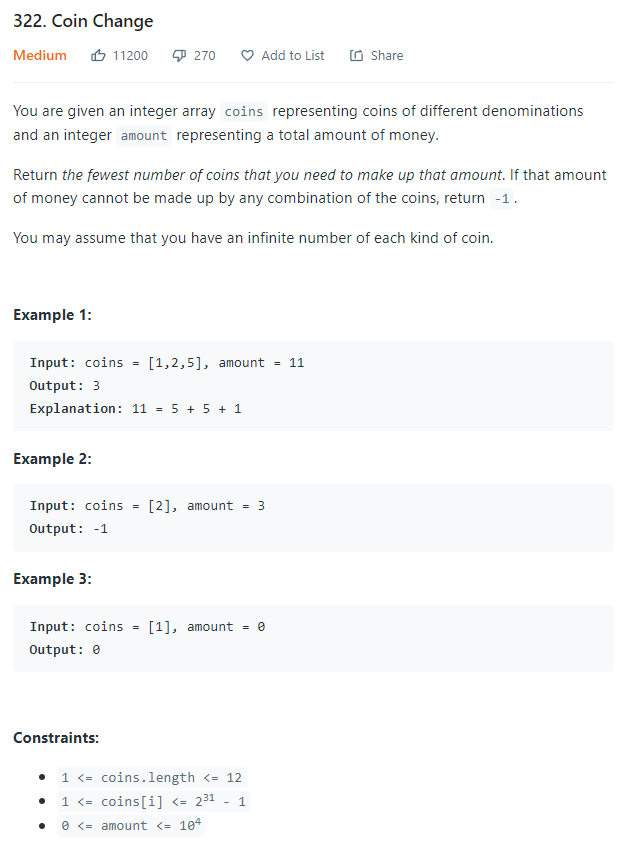 322. Coin Change
Medium 11200 270 Add to List Share
You are given an integer array coins representing coins of different denominations
and an integer amount representing a total amount of money.
Return the fewest number of coins that you need to make up that amount. If that amount
of money cannot be made up by any combination of the coins, return -1.
You may assume that you have an infinite number of each kind of coin.
Example 1:
Input: coins = [1,2,5], amount = 11
Output: 3
Explanation: 11 = 5 + 5 + 1
Example 2:
Input: coins = [2], amount = 3
Output: -1
Example 3:
Input: coins = [1], amount = 0
Output: 0
Constraints:
• 1 <= coins.length <= 12
• 1 <= coins[i] <= 2³¹ - 1
• 0 <= amount <= 10⁴